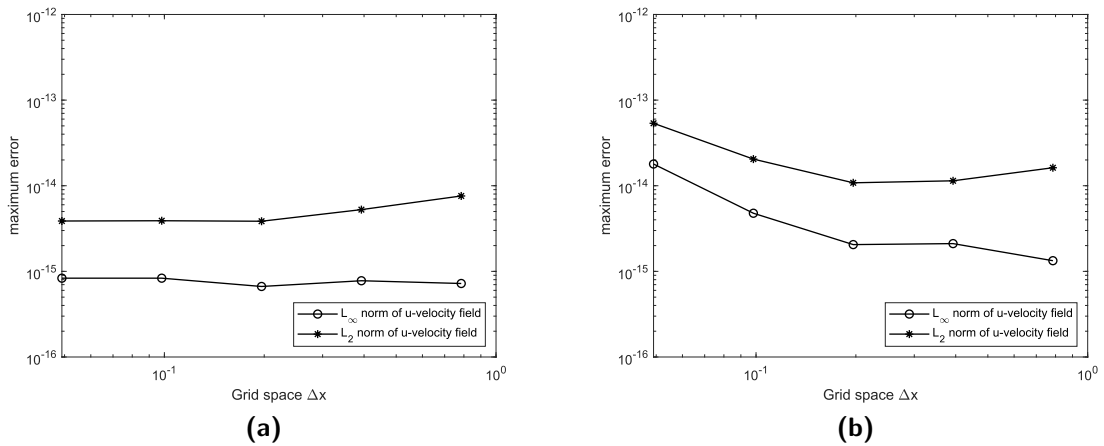 10^-12
10^-13
10^-14
10^-15
10^-16
maximum error
10^-1
10^0
Grid space Δx
L∞ norm of u-velocity field
L2 norm of u-velocity field
(a)
10^-12
10^-13
10^-14
10^-15
10^-16
maximum error
10^-1
10^0
Grid space Δx
L∞ norm of u-velocity field
L2 norm of u-velocity field
(b)